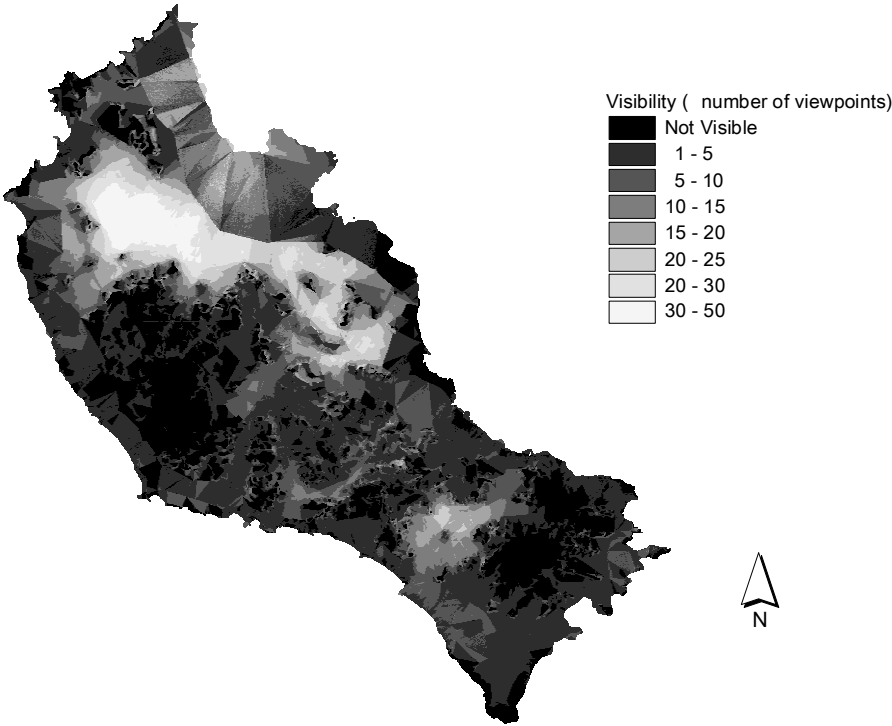 Visibility ( number of viewpoints)
Not Visible
1 - 5
5 - 10
10 - 15
15 - 20
20 - 25
20 - 30
30 - 50
N